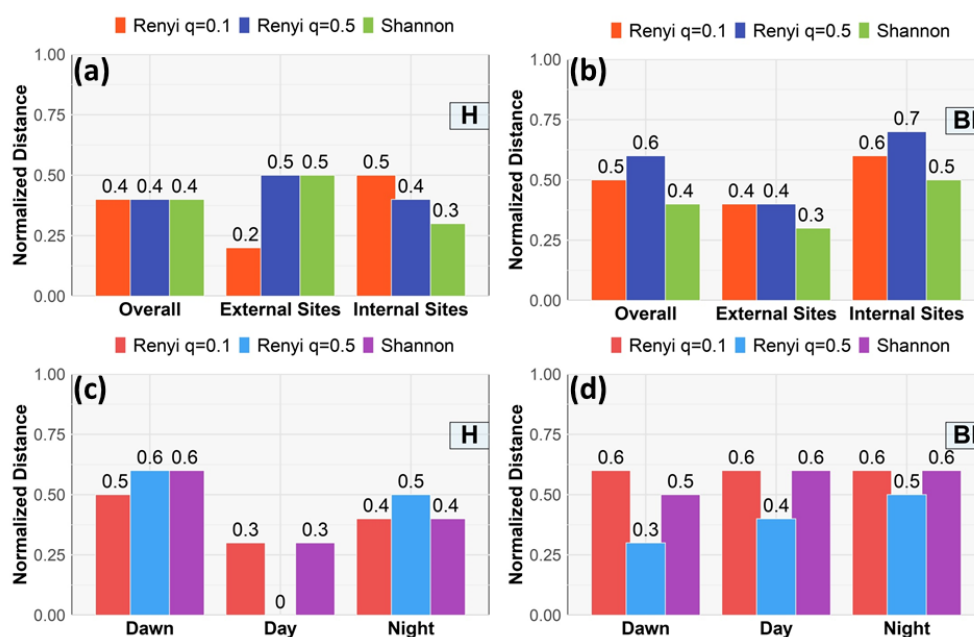 Renyi q=0.1 Renyi q=0.5 Shannon
(a)
H
Normalized Distance
1.00
0.75
0.50
0.25
0.00
0.4 0.4 0.4
0.2 0.5 0.5
0.5 0.4 0.3
Overall External Sites Internal Sites
Renyi q=0.1 Renyi q=0.5 Shannon
(b)
Normalized Distance
1.00
0.75
0.50
0.25
0.00
0.5 0.6 0.4
0.4 0.4 0.3
0.6 0.7 0.5
Overall External Sites Internal Sites
Renyi q=0.1 Renyi q=0.5 Shannon
(c)
H
Normalized Distance
1.00
0.75
0.50
0.25
0.00
0.5 0.6 0.6
0.3 0 0.3
0.4 0.5 0.4
Dawn Day Night
Renyi q=0.1 Renyi q=0.5 Shannon
(d)
Normalized Distance
1.00
0.75
0.50
0.25
0.00
0.6 0.3 0.5
0.6 0.4 0.6
0.6 0.5 0.6
Dawn Day Night